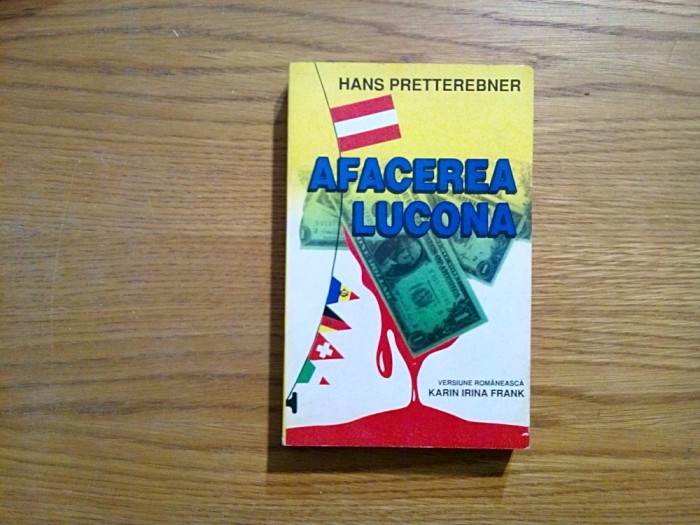 HANS PRETTEREBNER
AFACEREA
LUCONA
VERSIUNE ROMÂNEASCĂ
KARIN IRINA FRANK